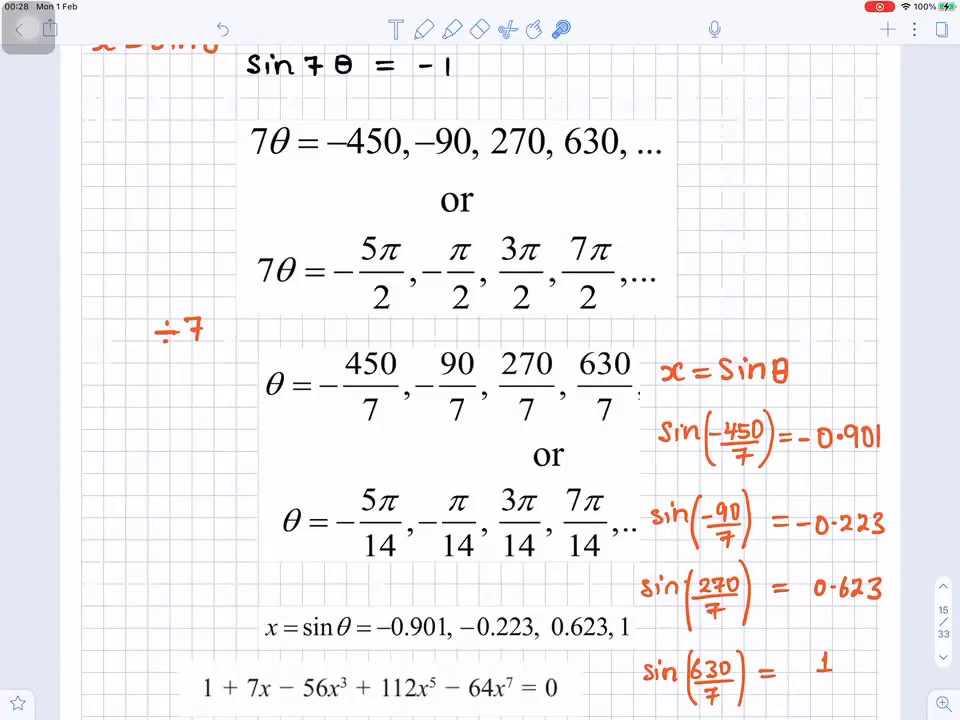 00:28 Mon 1 Feb
100%
x = sin θ
sin 7 θ = - 1
7θ = −450, −90, 270, 630, ...
or
7θ = −5π/2, −π/2, 3π/2, 7π/2, ...
÷7
θ = −450/7, −90/7, 270/7, 630/7,
x = sin θ
sin(-450/7) = - 0.901
or
θ = −5π/14, −π/14, 3π/14, 7π/14, ..
sin(-90/7) = -0.223
sin(270/7) = 0.623
x = sin θ = −0.901, −0.223, 0.623, 1
sin(630/7) = 1
1 + 7x − 56x³ + 112x⁵ − 64x⁷ = 0
15
/
33